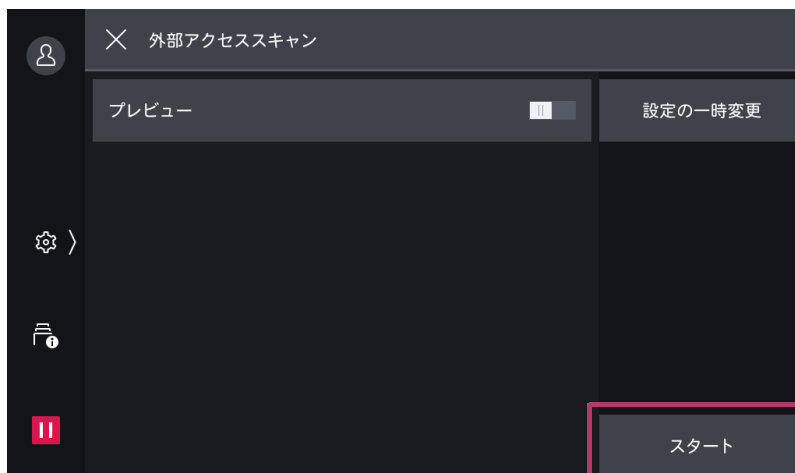 外部アクセススキャン
プレビュー
設定の一時変更
スタート